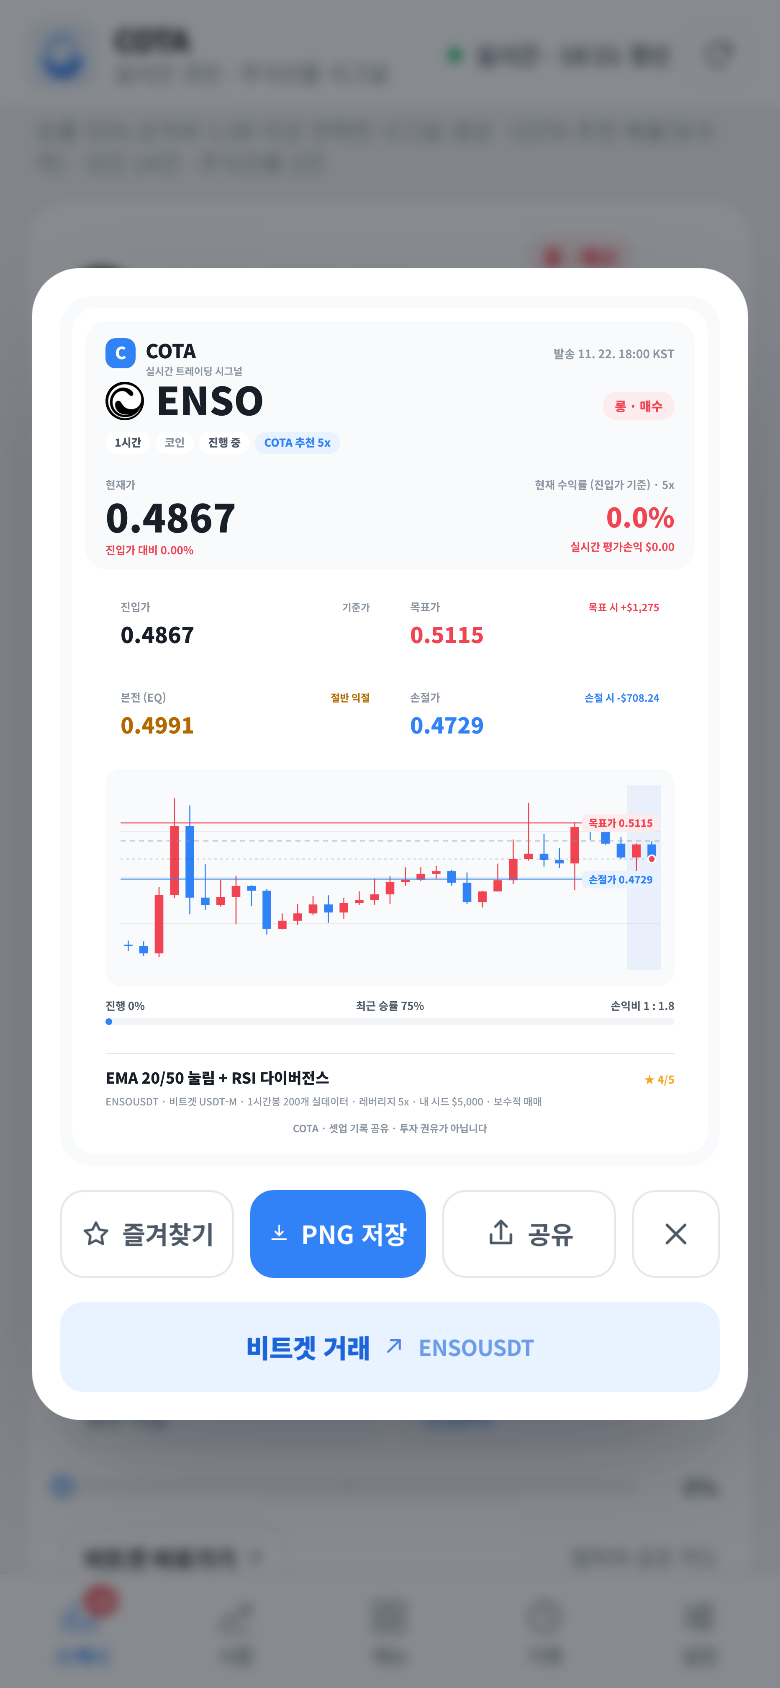 COTA
C COTA
발송 11. 22. 18:00 KST
실시간 트레이딩 시그널
ENSO
롱 · 매수
1시간 코인 진행 중 COTA 추천 5x
현재가
현재 수익률 (진입가 기준) · 5x
0.4867
0.0%
진입가 대비 0.00%
실시간 평가손익 $0.00
진입가 기준가
0.4867
목표가 목표 시 +$1,275
0.5115
본전 (EQ) 절반 익절
0.4991
손절가 손절 시 -$708.24
0.4729
목표가 0.5115
손절가 0.4729
진행 0% 최근 승률 75% 손익비 1 : 1.8
EMA 20/50 눌림 + RSI 다이버전스
★ 4/5
ENSOUSDT · 비트겟 USDT-M · 1시간봉 200개 실데이터 · 레버리지 5x · 내 시드 $5,000 · 보수적 매매
COTA · 셋업 기록 공유 · 투자 권유가 아닙니다
즐겨찾기
PNG 저장
공유
비트겟 거래 ENSOUSDT